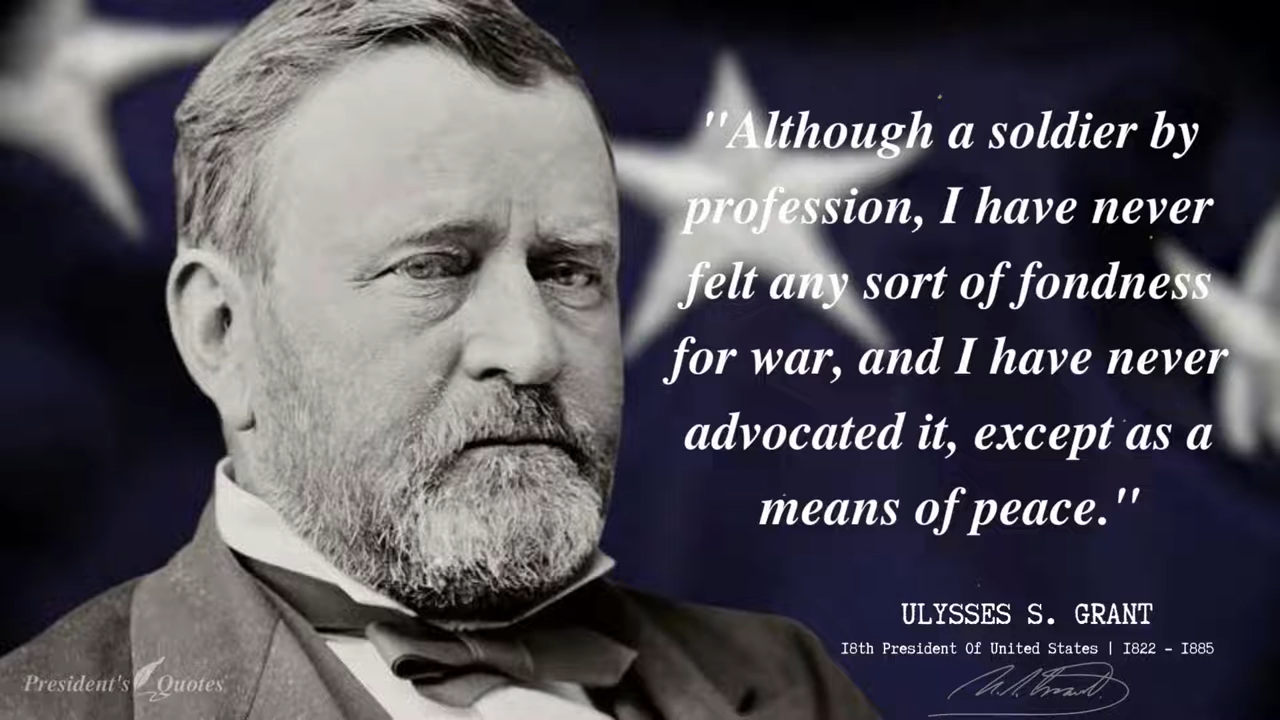 "Although a soldier by
profession, I have never
felt any sort of fondness
for war, and I have never
advocated it, except as a
means of peace."
ULYSSES S. GRANT
18th President Of United States | 1822 - 1885
President's Quotes